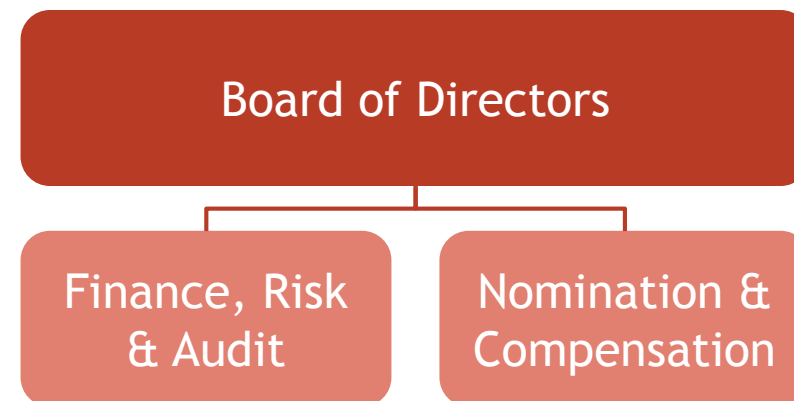 Board of Directors
Finance, Risk
& Audit
Nomination &
Compensation